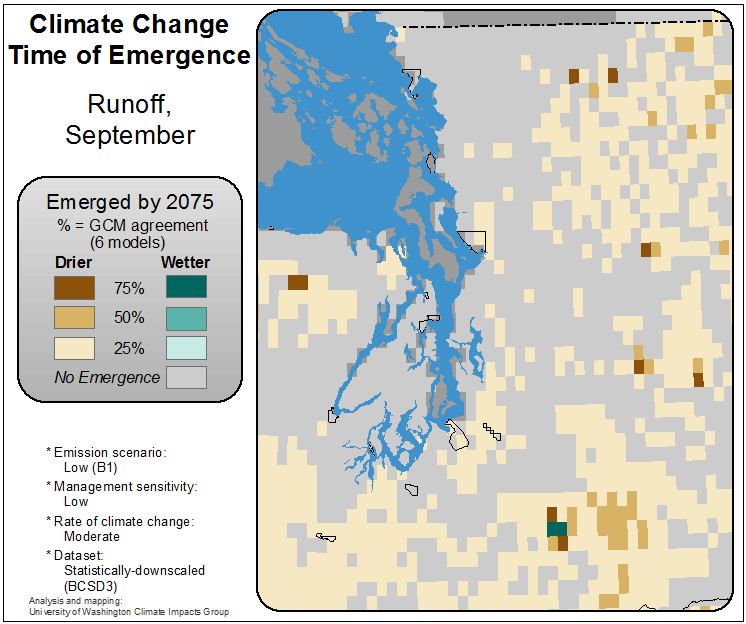 Climate Change
Time of Emergence
Runoff,
September
Emerged by 2075
% = GCM agreement
(6 models)
Drier Wetter
75%
50%
25%
No Emergence
* Emission scenario:
Low (B1)
* Management sensitivity:
Low
* Rate of climate change:
Moderate
* Dataset:
Statistically-downscaled
(BCSD3)
Analysis and mapping:
University of Washington Climate Impacts Group